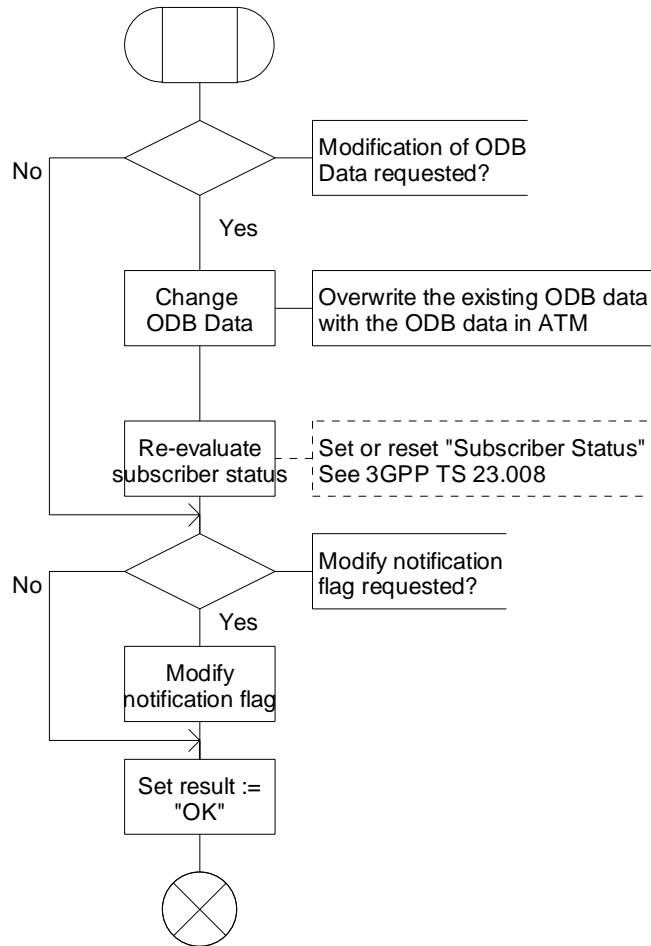 Modification of ODB
Data requested?
No
Yes
Change
ODB Data
Overwrite the existing ODB data
with the ODB data in ATM
Re-evaluate
subscriber status
Set or reset "Subscriber Status"
See 3GPP TS 23.008
Modify notification
flag requested?
No
Yes
Modify
notification flag
Set result :=
"OK"